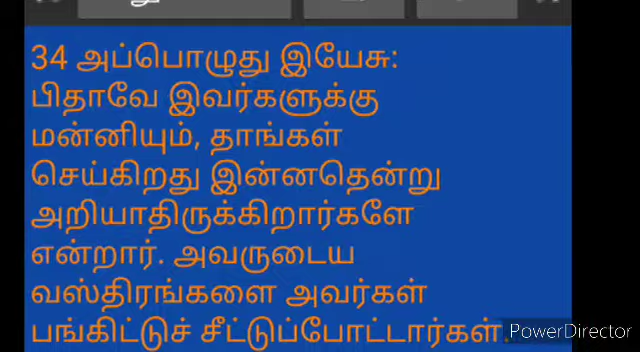 34 அப்பொழுது இயேசு:
பிதாவே இவர்களுக்கு
மன்னியும், தாங்கள்
செய்கிறது இன்னதென்று
அறியாதிருக்கிறார்களே
என்றார். அவருடைய
வஸ்திரங்களை அவர்கள்
பங்கிட்டுச் சீட்டுப்போட்டார்கள்.
PowerDirector